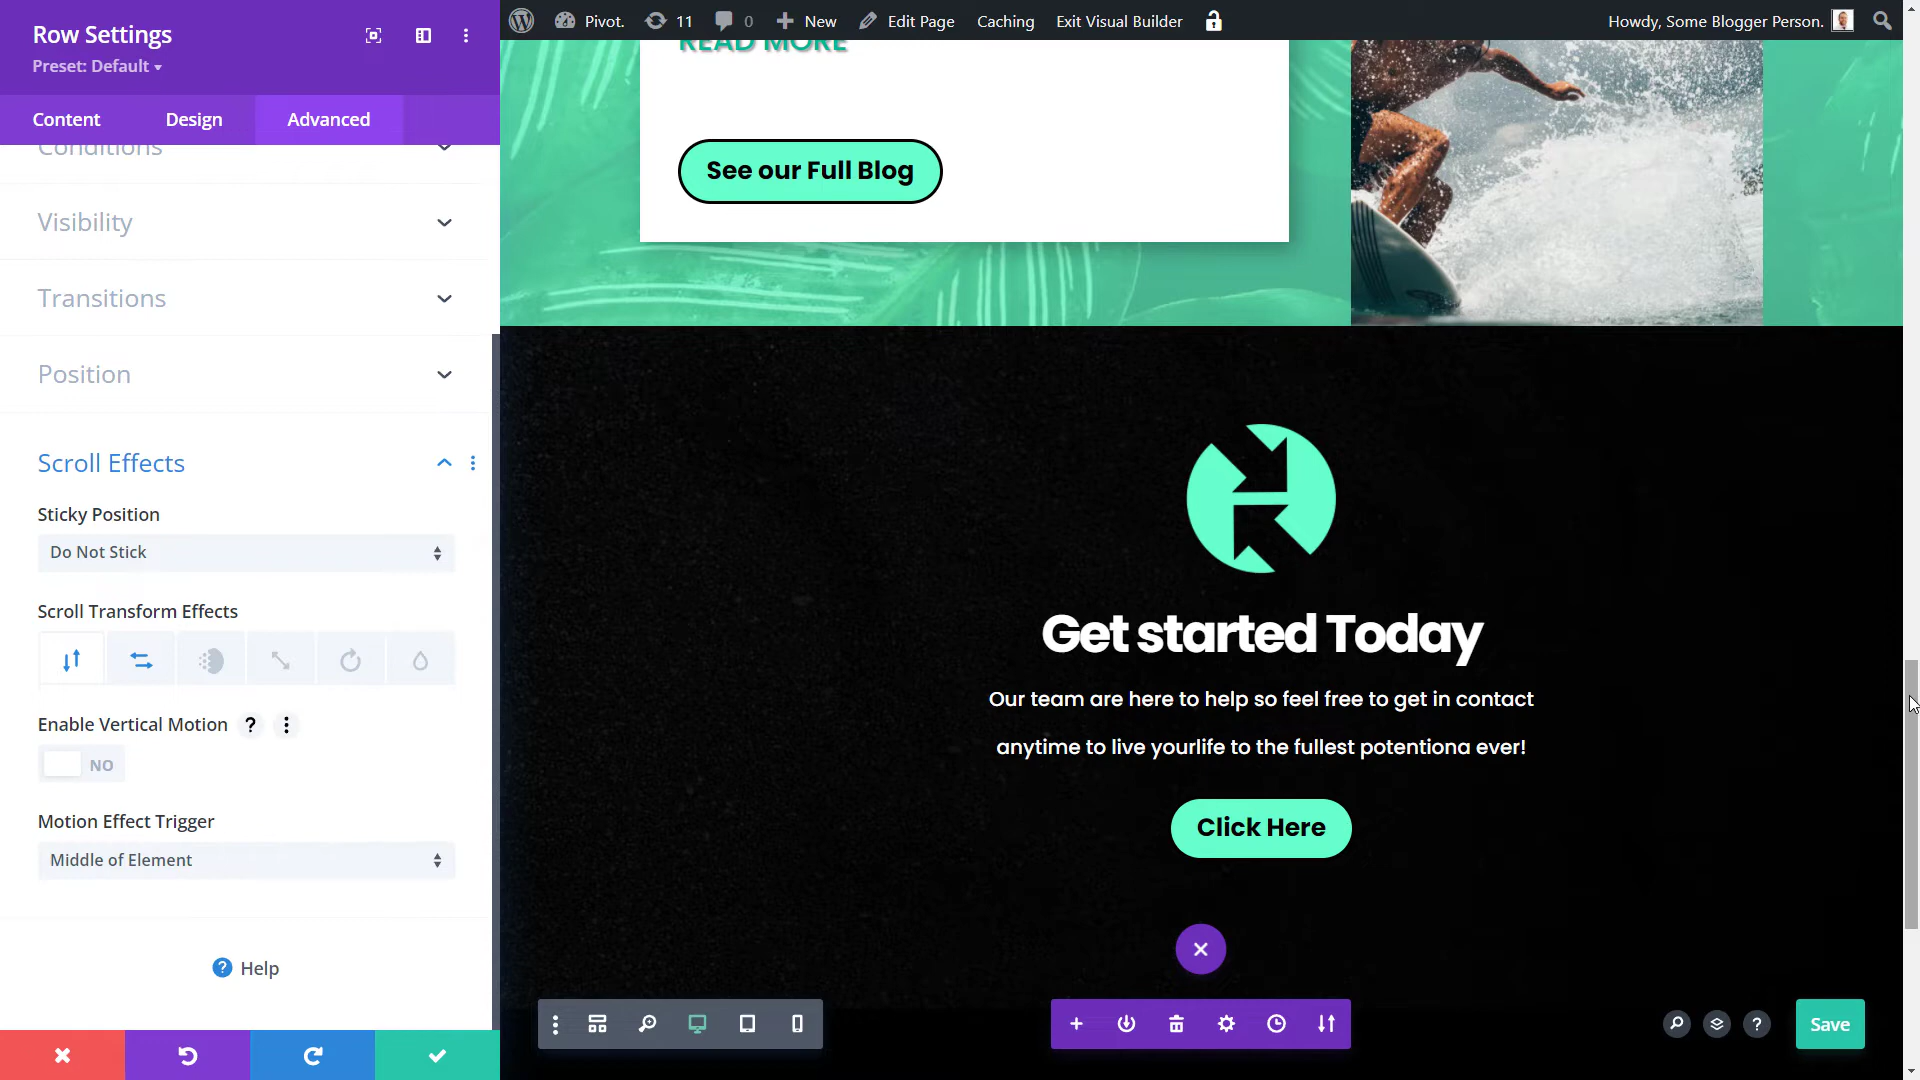 Row Settings
Preset: Default
Content
Design
Advanced
Conditions
Visibility
Transitions
Position
Scroll Effects
Sticky Position
Do Not Stick
Scroll Transform Effects
Enable Vertical Motion ?
NO
Motion Effect Trigger
Middle of Element
? Help
Pivot.
11
0
New
Edit Page
Caching
Exit Visual Builder
Howdy, Some Blogger Person.
READ MORE
See our Full Blog
Get started Today
Our team are here to help so feel free to get in contact
anytime to live yourlife to the fullest potentiona ever!
Click Here
?
Save